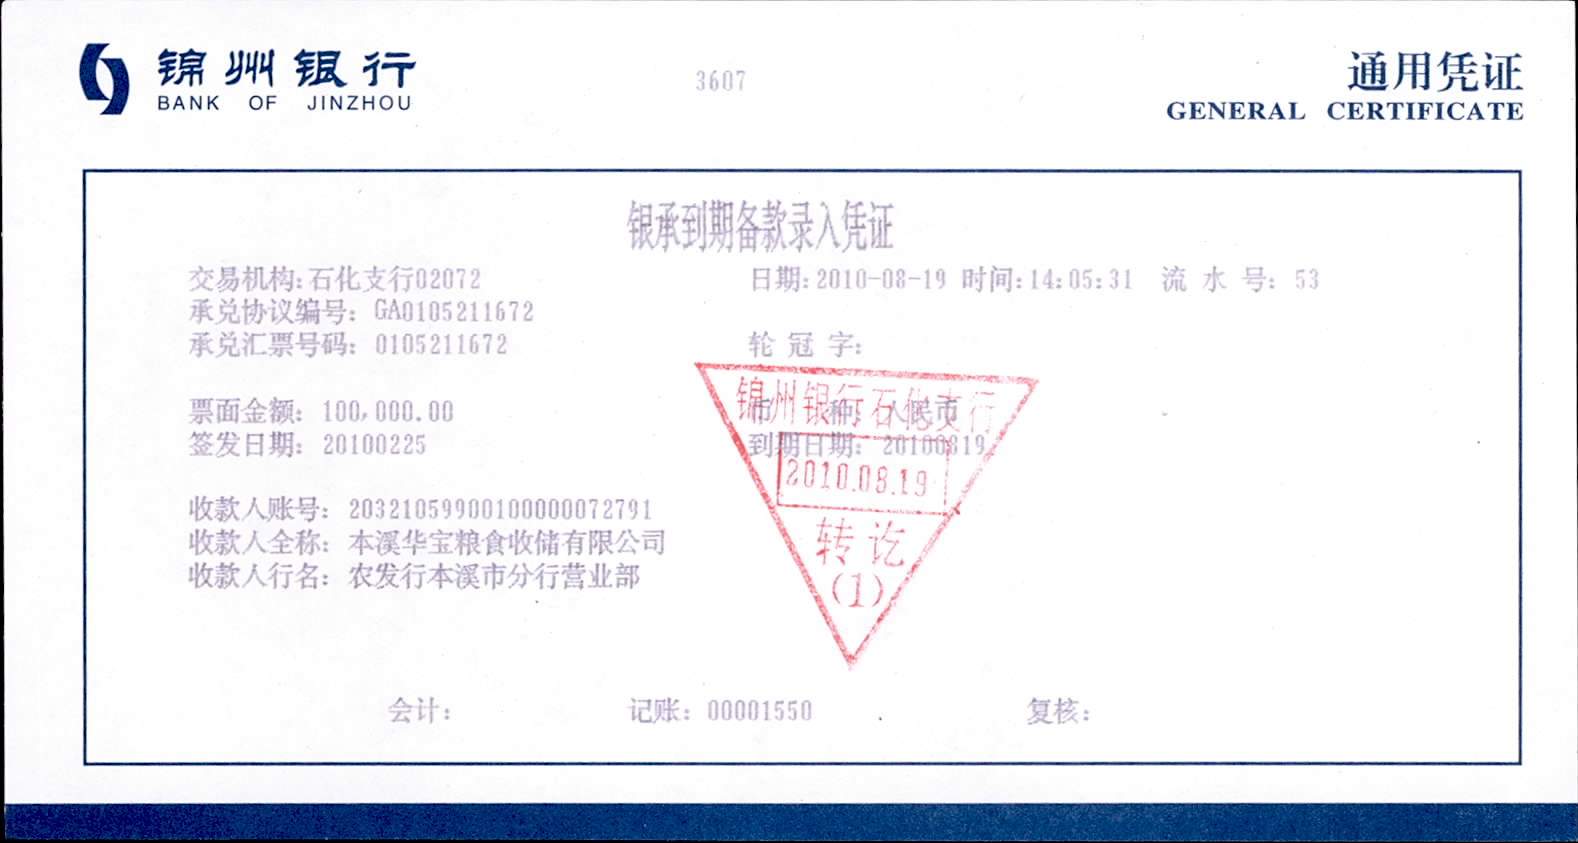 锦州银行
BANK OF JINZHOU
3607
通用凭证
GENERAL CERTIFICATE
银承到期备款录入凭证
交易机构:石化支行02072 日期:2010-08-19 时间:14:05:31 流 水 号: 53
承兑协议编号: GA0105211672
承兑汇票号码: 0105211672 轮 冠 字:
票面金额: 100,000.00 币 种: 人民币
签发日期: 20100225 到期日期: 20100819
锦州银行石化支行
2010.08.19
转讫
(1)
收款人账号: 203210599001000000072791
收款人全称: 本溪华宝粮食收储有限公司
收款人行名: 农发行本溪市分行营业部
会计: 记账: 00001550 复核: